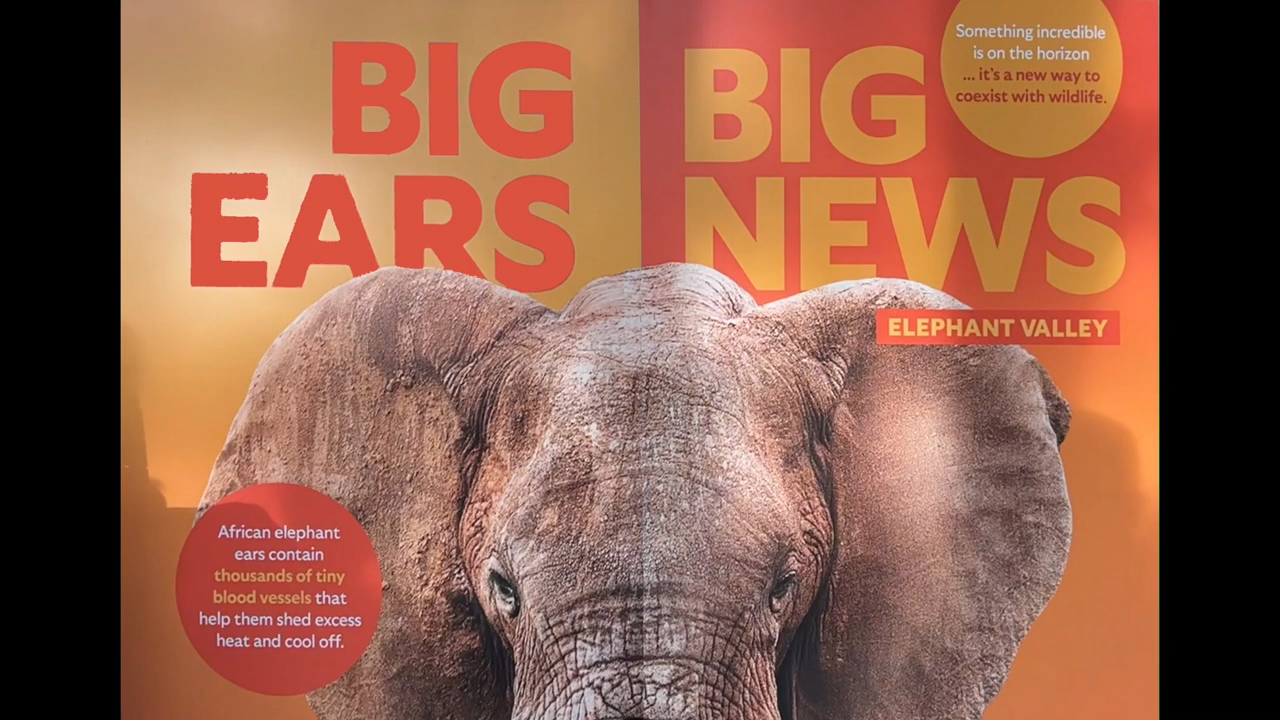 BIG
EARS
BIG
NEWS
Something incredible
is on the horizon
... it's a new way to
coexist with wildlife.
ELEPHANT VALLEY
African elephant
ears contain
thousands of tiny
blood vessels that
help them shed excess
heat and cool off.